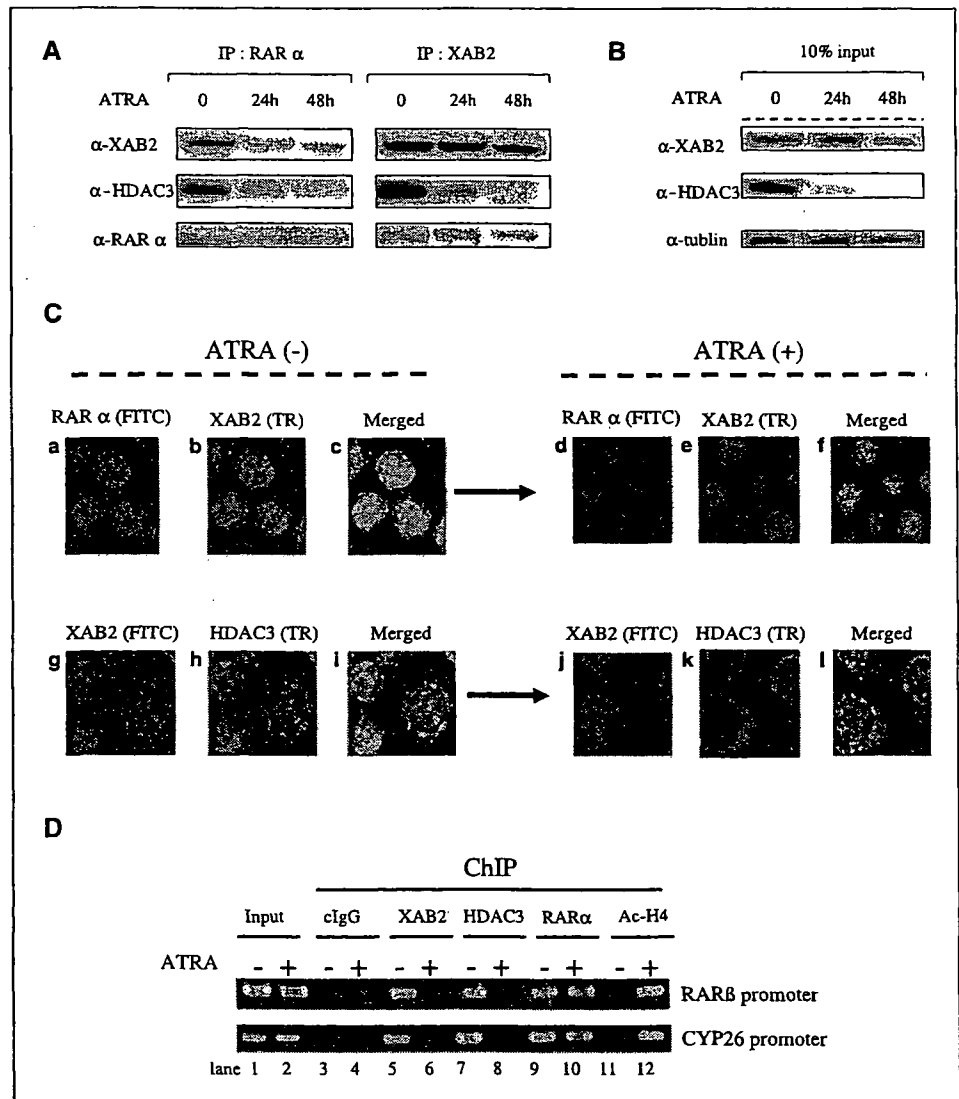 A
IP : RAR α
IP : XAB2
ATRA 0 24h 48h 0 24h 48h
α-XAB2
α-HDAC3
α-RAR α
B
10% input
ATRA 0 24h 48h
α-XAB2
α-HDAC3
α-tublin
C
ATRA (-)
ATRA (+)
RAR α (FITC) XAB2 (TR) Merged RAR α (FITC) XAB2 (TR) Merged
a b c d e f
XAB2 (FITC) HDAC3 (TR) Merged XAB2 (FITC) HDAC3 (TR) Merged
g h i j k l
D
ChIP
Input cIgG XAB2 HDAC3 RARα Ac-H4
ATRA - + - + - + - + - + - +
RARß promoter
CYP26 promoter
lane 1 2 3 4 5 6 7 8 9 10 11 12